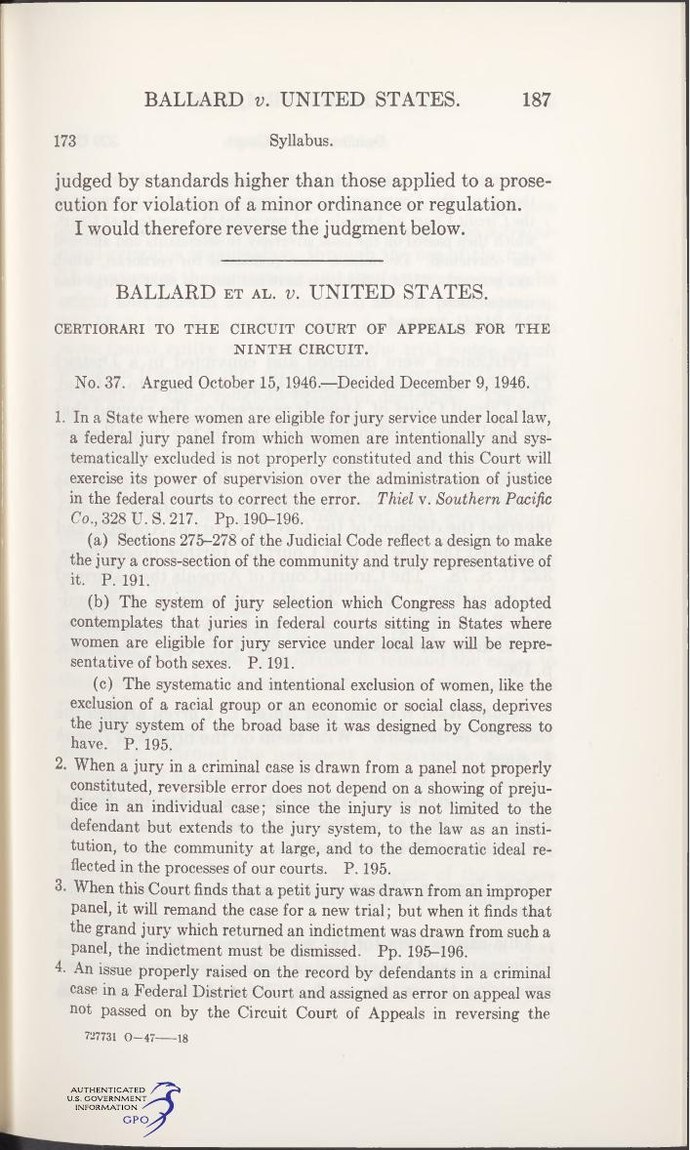 BALLARD v. UNITED STATES. 187
173 Syllabus.
judged by standards higher than those applied to a prose-
cution for violation of a minor ordinance or regulation.
I would therefore reverse the judgment below.
BALLARD ET AL. v. UNITED STATES.
CERTIORARI TO THE CIRCUIT COURT OF APPEALS FOR THE
NINTH CIRCUIT.
No. 37. Argued October 15, 1946.—Decided December 9, 1946.
1. In a State where women are eligible for jury service under local law,
a federal jury panel from which women are intentionally and sys-
tematically excluded is not properly constituted and this Court will
exercise its power of supervision over the administration of justice
in the federal courts to correct the error. Thiel v. Southern Pacific
Co., 328 U. S. 217. Pp. 190–196.
(a) Sections 275–278 of the Judicial Code reflect a design to make
the jury a cross-section of the community and truly representative of
it. P. 191.
(b) The system of jury selection which Congress has adopted
contemplates that juries in federal courts sitting in States where
women are eligible for jury service under local law will be repre-
sentative of both sexes. P. 191.
(c) The systematic and intentional exclusion of women, like the
exclusion of a racial group or an economic or social class, deprives
the jury system of the broad base it was designed by Congress to
have. P. 195.
2. When a jury in a criminal case is drawn from a panel not properly
constituted, reversible error does not depend on a showing of preju-
dice in an individual case; since the injury is not limited to the
defendant but extends to the jury system, to the law as an insti-
tution, to the community at large, and to the democratic ideal re-
flected in the processes of our courts. P. 195.
3. When this Court finds that a petit jury was drawn from an improper
panel, it will remand the case for a new trial; but when it finds that
the grand jury which returned an indictment was drawn from such a
panel, the indictment must be dismissed. Pp. 195–196.
4. An issue properly raised on the record by defendants in a criminal
case in a Federal District Court and assigned as error on appeal was
not passed on by the Circuit Court of Appeals in reversing the
727731 O—47——18
AUTHENTICATED
U.S. GOVERNMENT
INFORMATION
GPO